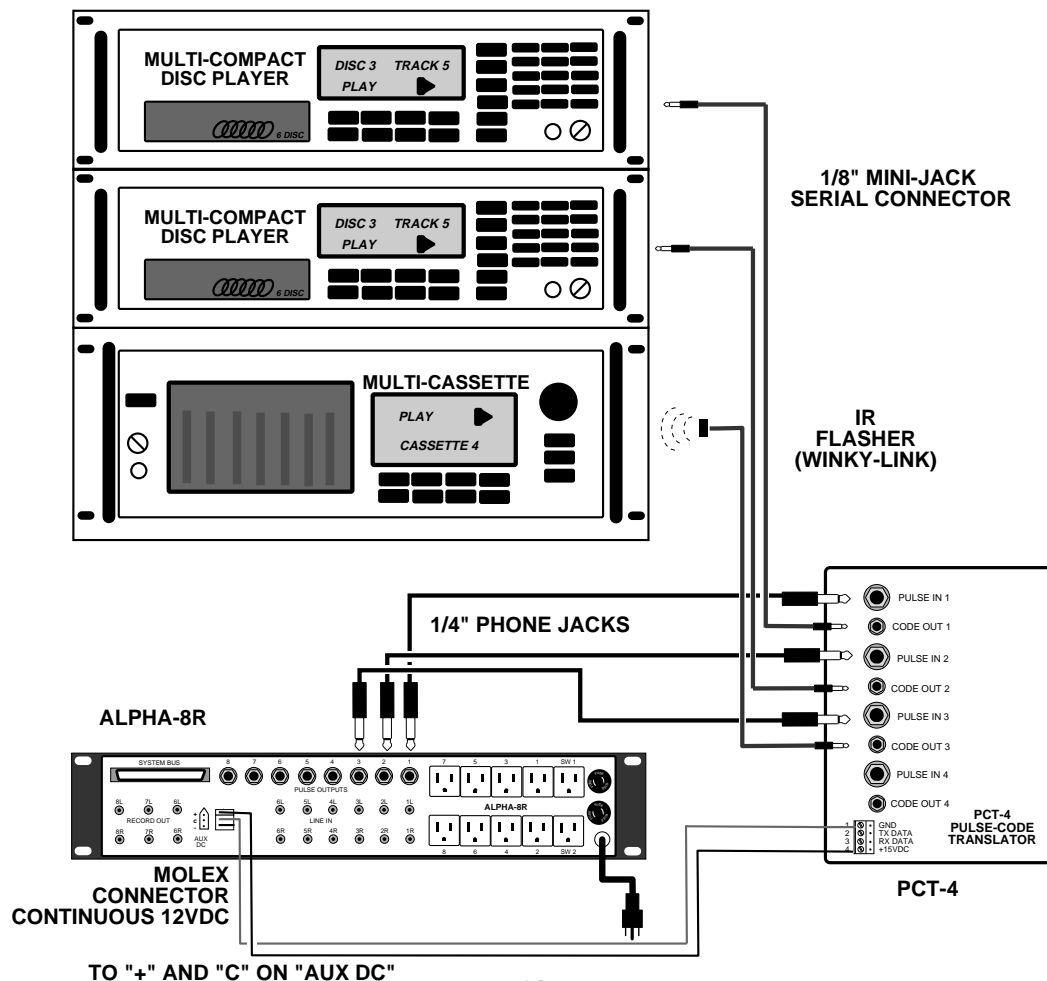 MULTI-COMPACT
DISC PLAYER
DISC 3 TRACK 5
PLAY
6 DISC
1/8" MINI-JACK
SERIAL CONNECTOR
MULTI-COMPACT
DISC PLAYER
DISC 3 TRACK 5
PLAY
6 DISC
MULTI-CASSETTE
PLAY
CASSETTE 4
IR
FLASHER
(WINKY-LINK)
1/4" PHONE JACKS
PULSE IN 1
CODE OUT 1
PULSE IN 2
CODE OUT 2
PULSE IN 3
CODE OUT 3
PULSE IN 4
CODE OUT 4
PCT-4
PULSE-CODE
TRANSLATOR
1 GND
2 TX DATA
3 RX DATA
4 +15VDC
PCT-4
ALPHA-8R
SYSTEM BUS
8 7 6 5 4 3 2 1
PULSE OUTPUTS
7 5 3 1 SW 1
8L 7L 6L
RECORD OUT
8R 7R 6R
+
c
-
AUX
DC
6L 5L 4L 3L 2L 1L
LINE IN
6R 5R 4R 3R 2R 1R
ALPHA-8R
8 6 4 2 SW 2
MOLEX
CONNECTOR
CONTINUOUS 12VDC
TO "+" AND "C" ON "AUX DC"